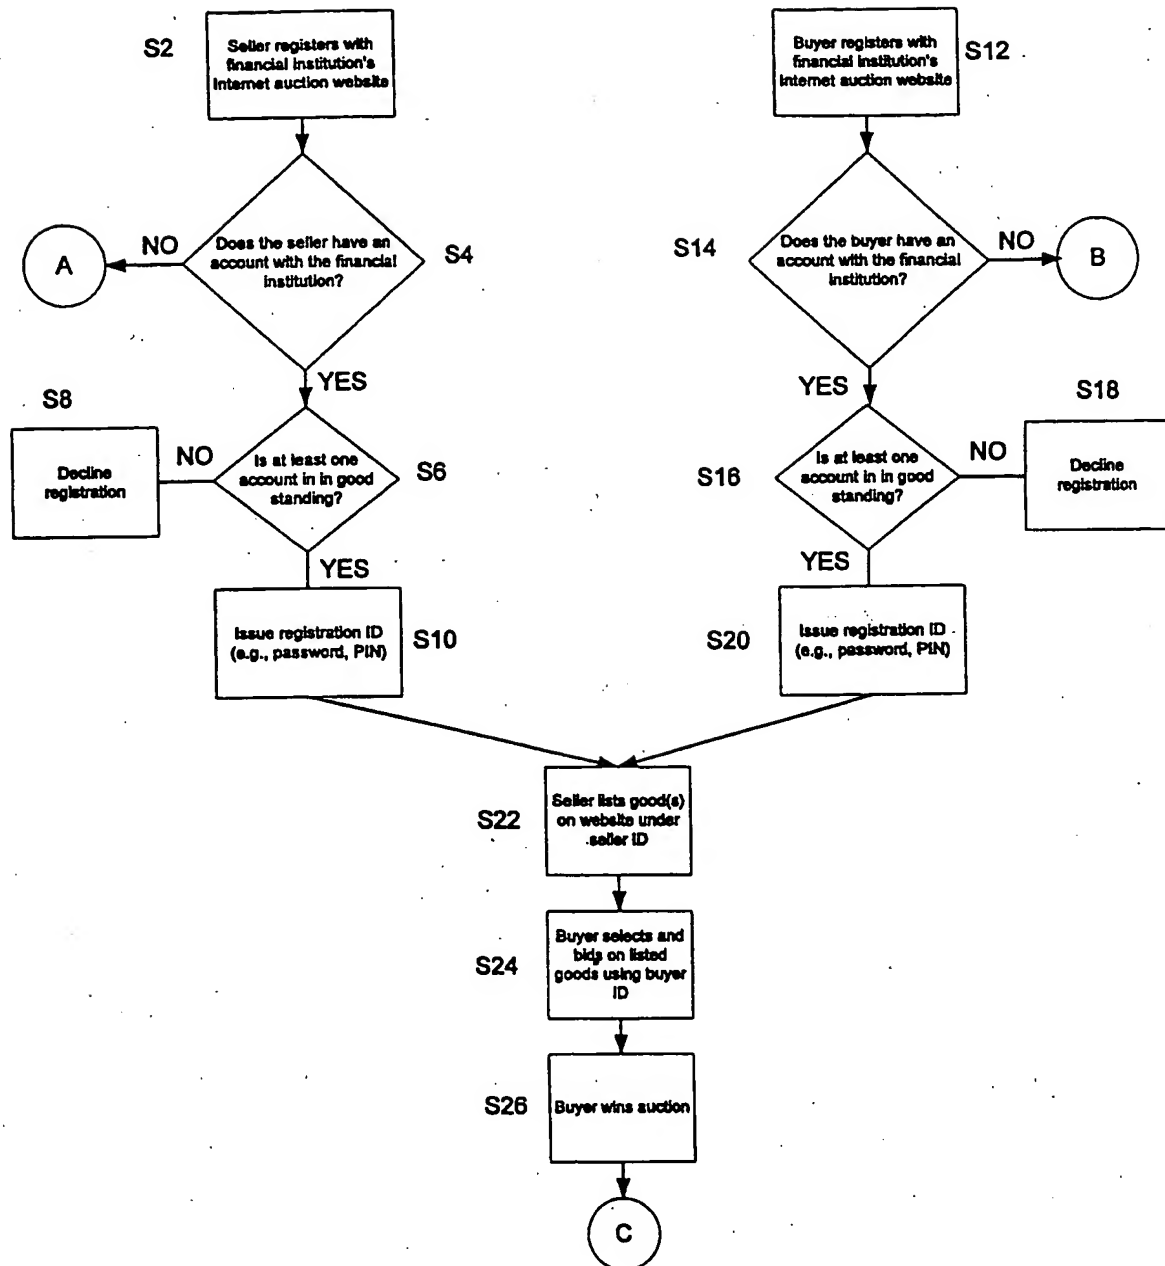 S2
Seller registers with
financial institution's
Internet auction website
Buyer registers with
financial institution's
Internet auction website
S12
A
NO
Does the seller have an
account with the financial
institution?
S4
S14
Does the buyer have an
account with the financial
institution?
NO
B
YES
YES
S8
S18
Decline
registration
NO
Is at least one
account in in good
standing?
S6
S16
Is at least one
account in in good
standing?
NO
Decline
registration
YES
YES
Issue registration ID
(e.g., password, PIN)
S10
S20
Issue registration ID
(e.g., password, PIN)
S22
Seller lists good(s)
on website under
seller ID
S24
Buyer selects and
bids on listed
goods using buyer
ID
S26
Buyer wins auction
C